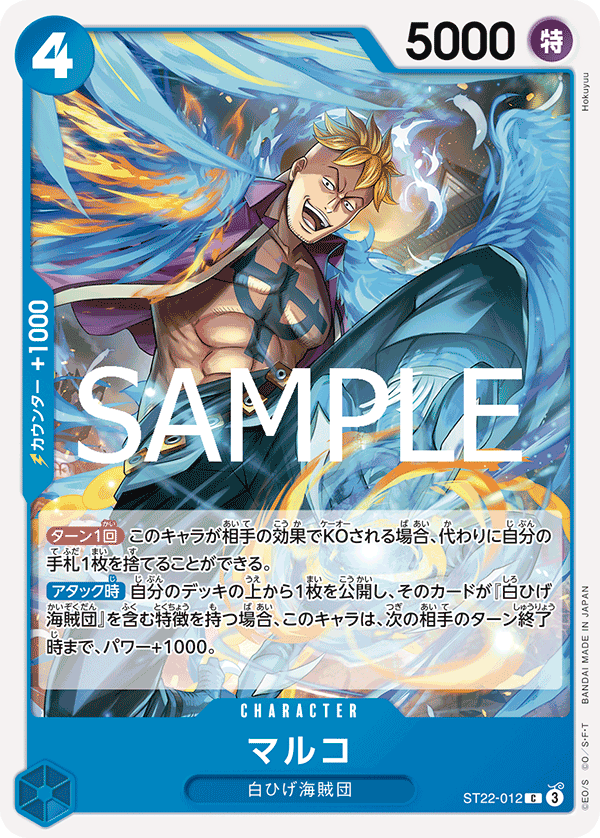 4
5000 特
Hokuyuu
カウンター +1000
SAMPLE
ターン1回 このキャラが相手の効果でKOされる場合、代わりに自分の
手札1枚を捨てることができる。
アタック時 自分のデッキの上から1枚を公開し、そのカードが『白ひげ
海賊団』を含む特徴を持つ場合、このキャラは、次の相手のターン終了
時まで、パワー+1000。
CHARACTER
マルコ
白ひげ海賊団
ST22-012 C 3
©E.O/S ©O/S・F・T BANDAI MADE IN JAPAN